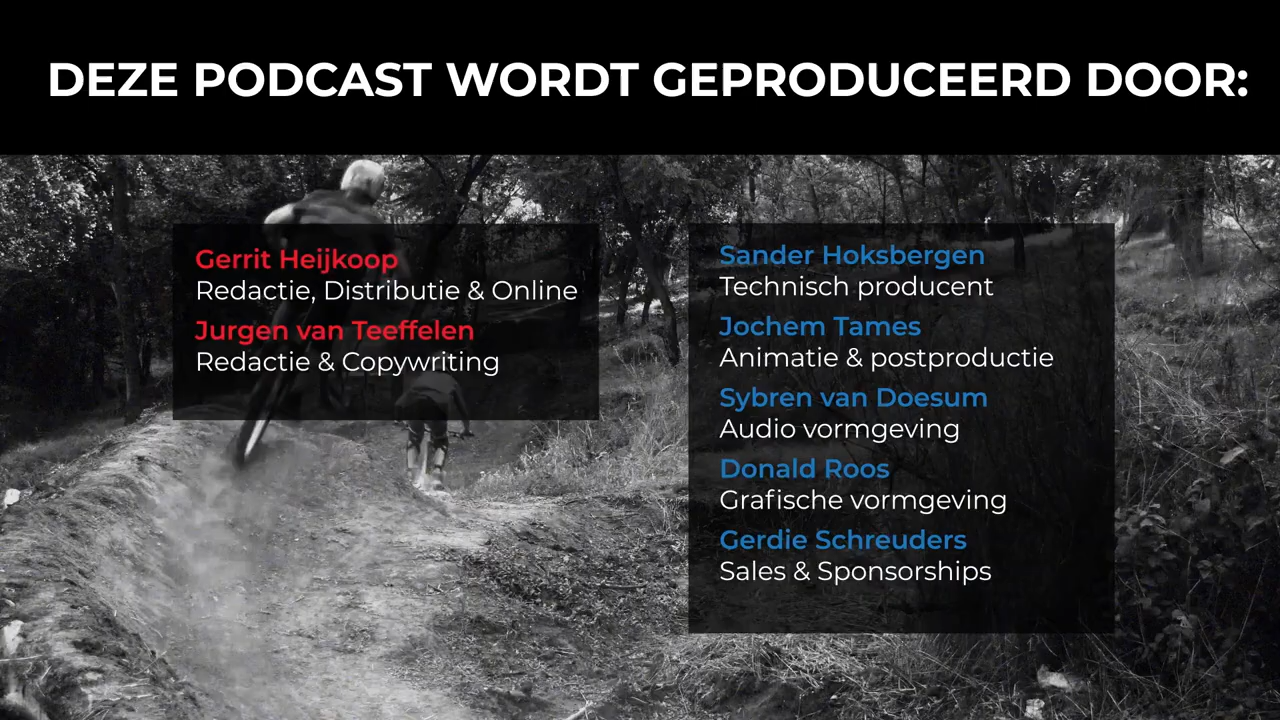 DEZE PODCAST WORDT GEPRODUCEERD DOOR:
Gerrit Heijkoop
Redactie, Distributie & Online
Jurgen van Teeffelen
Redactie & Copywriting
Sander Hoksbergen
Technisch producent
Jochem Tames
Animatie & postproductie
Sybren van Doesum
Audio vormgeving
Donald Roos
Grafische vormgeving
Gerdie Schreuders
Sales & Sponsorships